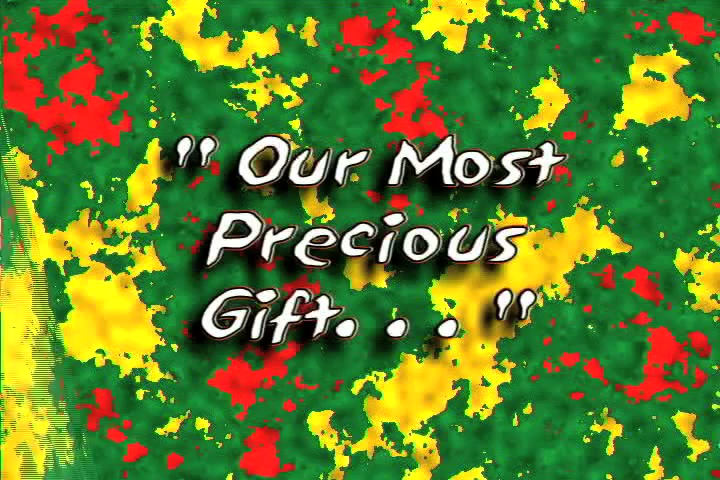 " Our Most
Precious
Gift. . . "